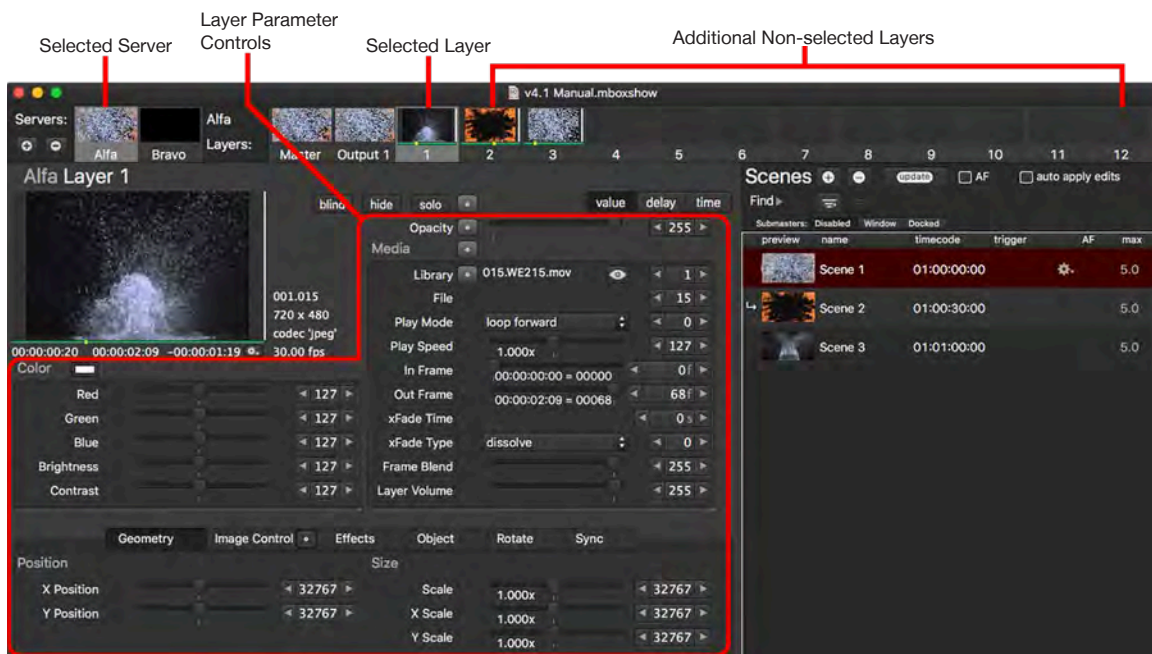 Layer Parameter
Controls
Selected Server
Selected Layer
Additional Non-selected Layers
v4.1 Manual.mboxshow
Servers:
Alfa
Layers:
Alfa Bravo Master Output 1 1 2 3 4 5 6 7 8 9 10 11 12
Alfa Layer 1
blind hide solo value delay time
Opacity 255
Media
Library 015.WE215.mov 1
File 15
001.015
720 x 480
codec 'jpeg'
30.00 fps
00:00:00:20 00:00:02:09 -00:00:01:19
Play Mode loop forward 0
Play Speed 1.000x 127
In Frame 00:00:00:00 = 00000 0f
Out Frame 00:00:02:09 = 00068 68f
xFade Time 0 s
xFade Type dissolve 0
Frame Blend 255
Layer Volume 255
Color
Red 127
Green 127
Blue 127
Brightness 127
Contrast 127
Geometry Image Control Effects Object Rotate Sync
Position
X Position 32767
Y Position 32767
Size
Scale 1.000x 32767
X Scale 1.000x 32767
Y Scale 1.000x 32767
Scenes update AF auto apply edits
Find
Submasters: Disabled Window Docked
preview name timecode trigger AF max
Scene 1 01:00:00:00 5.0
Scene 2 01:00:30:00 5.0
Scene 3 01:01:00:00 5.0